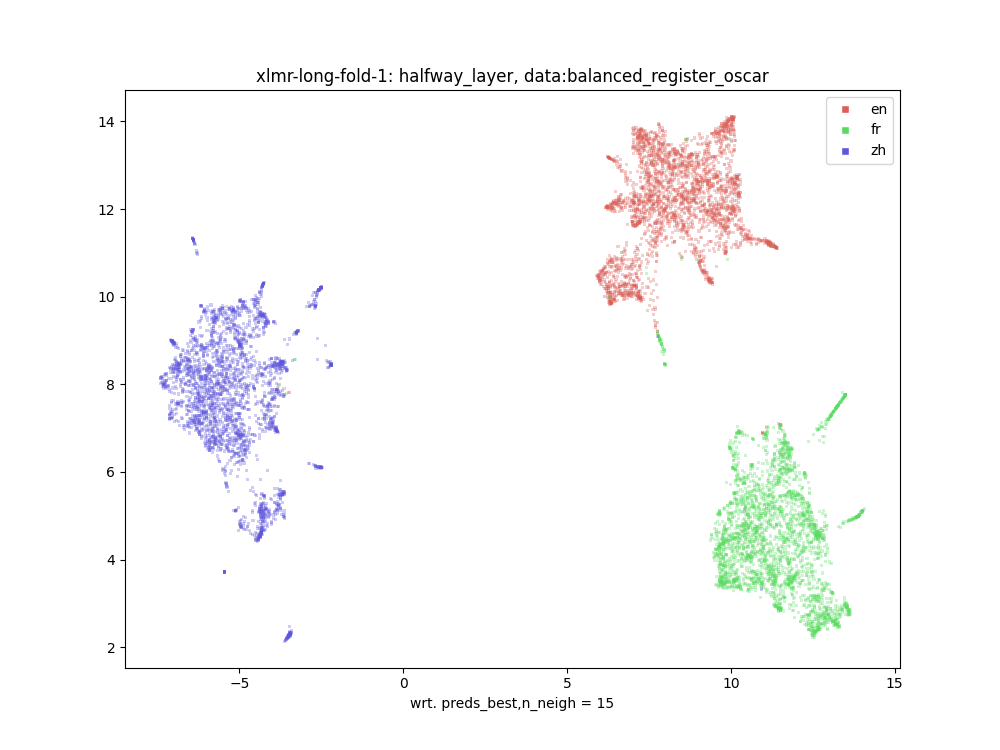 xlmr-long-fold-1: halfway_layer, data:balanced_register_oscar
en
fr
zh
14
12
10
8
6
4
2
−5
0
5
10
15
wrt. preds_best,n_neigh = 15